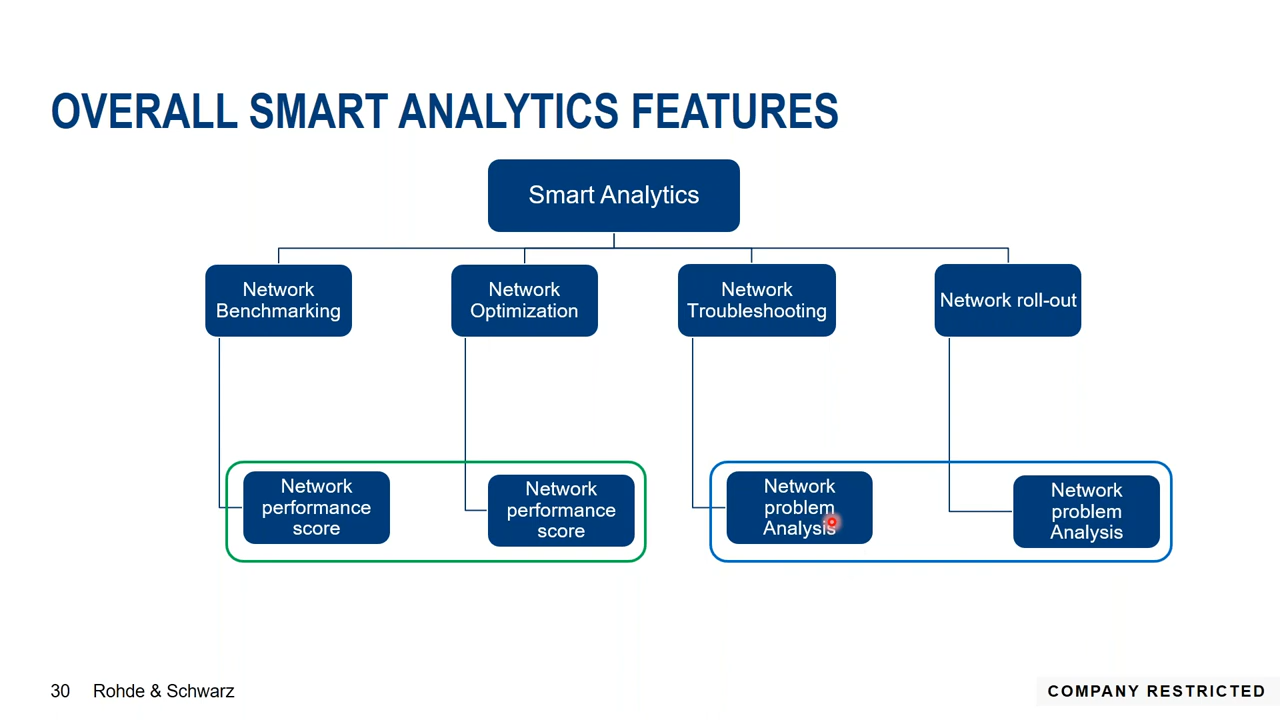 OVERALL SMART ANALYTICS FEATURES
Smart Analytics
Network
Benchmarking
Network
Optimization
Network
Troubleshooting
Network roll-out
Network
performance
score
Network
performance
score
Network
problem
Analysis
Network
problem
Analysis
30 Rohde & Schwarz
COMPANY RESTRICTED